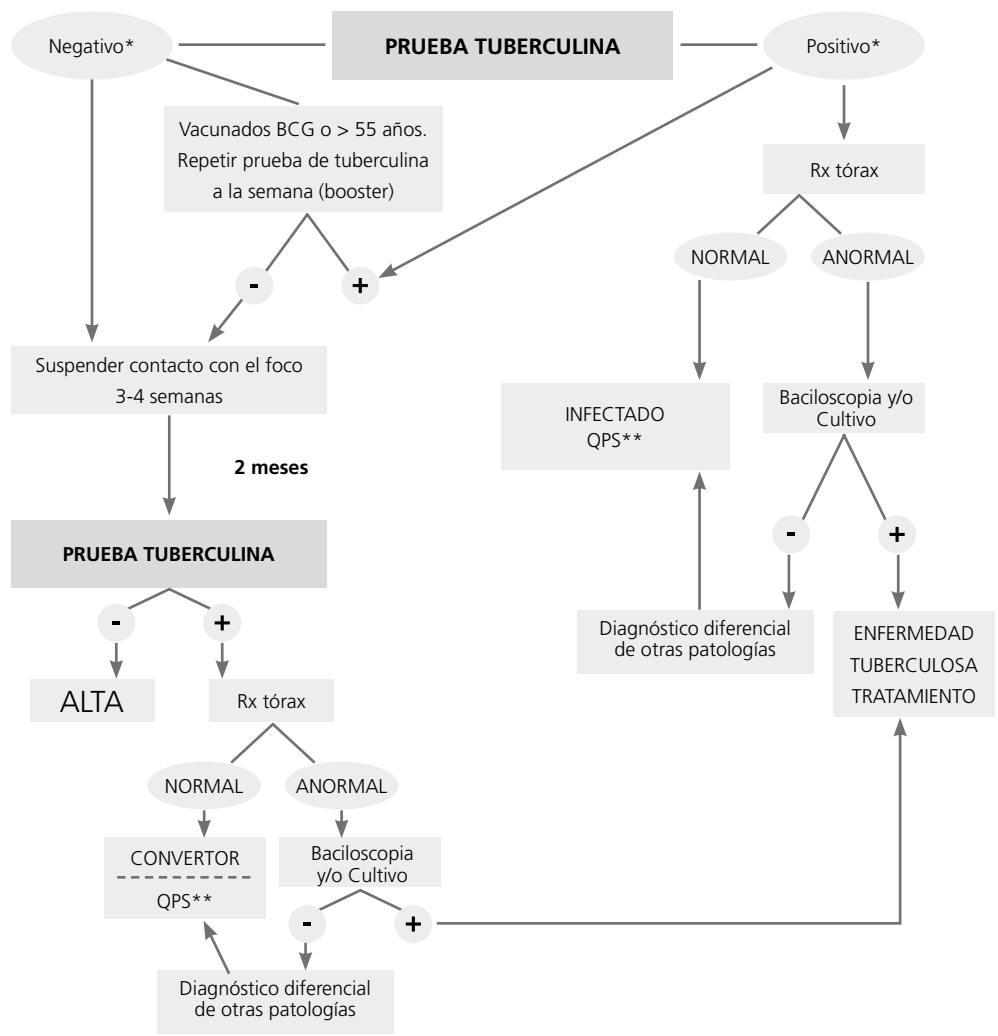 Negativo*
PRUEBA TUBERCULINA
Positivo*
Vacunados BCG o > 55 años.
Repetir prueba de tuberculina
a la semana (booster)
Rx tórax
NORMAL
ANORMAL
-
+
Suspender contacto con el foco
3-4 semanas
INFECTADO
QPS**
Baciloscopia y/o
Cultivo
2 meses
-
+
PRUEBA TUBERCULINA
-
+
Diagnóstico diferencial
de otras patologías
ENFERMEDAD
TUBERCULOSA
TRATAMIENTO
ALTA
Rx tórax
NORMAL
ANORMAL
CONVERTOR
QPS**
Baciloscopia
y/o Cultivo
-
+
Diagnóstico diferencial
de otras patologías